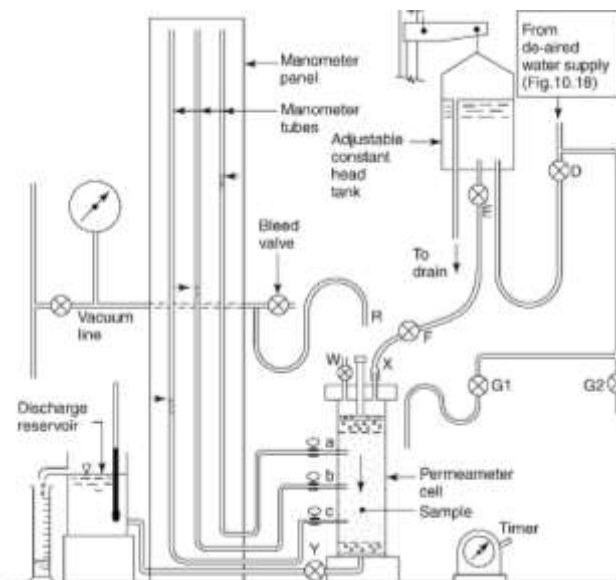 From
de-aired
water supply
(Fig.10.18)
Manometer
panel
Manometer
tubes
Adjustable
constant
head
tank
D
E
Bleed
valve
To
drain
R
F
Vacuum
line
W
X
G1
G2
Discharge
reservoir
a
b
c
Permeameter
cell
Sample
Y
Timer